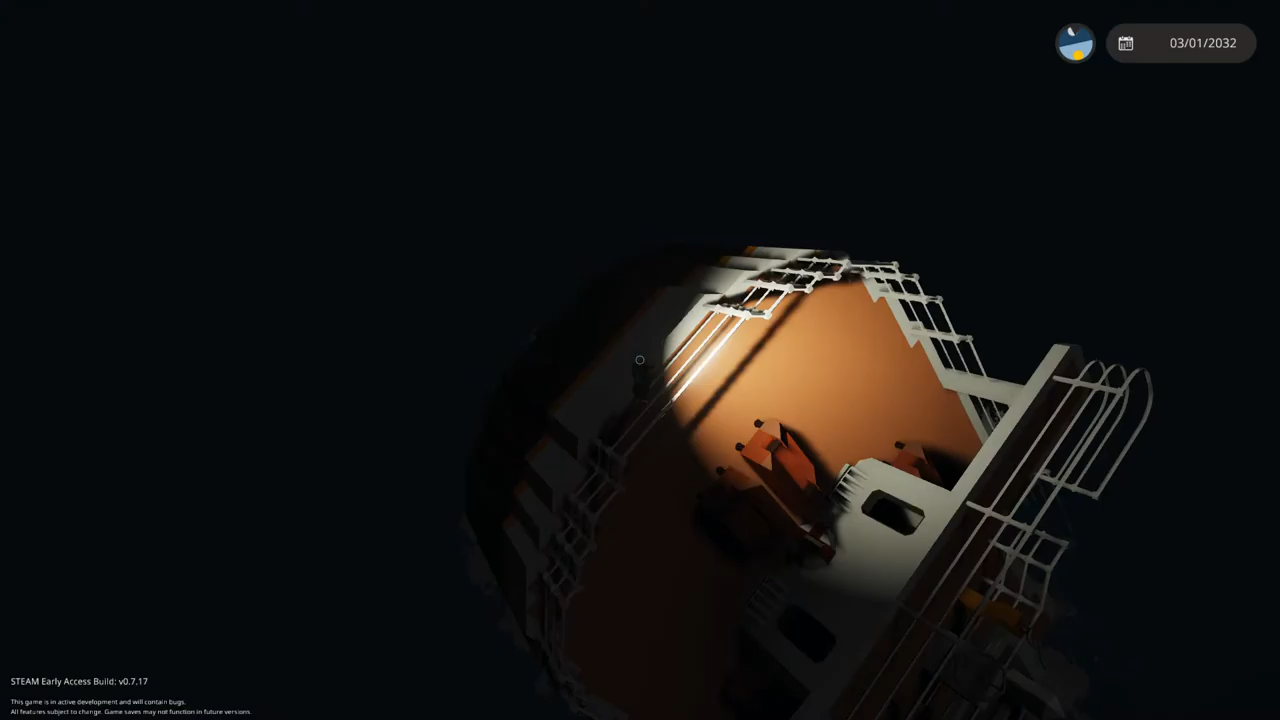 03/01/2032
STEAM Early Access Build: v0.7.17
This game is in active development and will contain bugs.
All features subject to change. Game saves may not function in future versions.